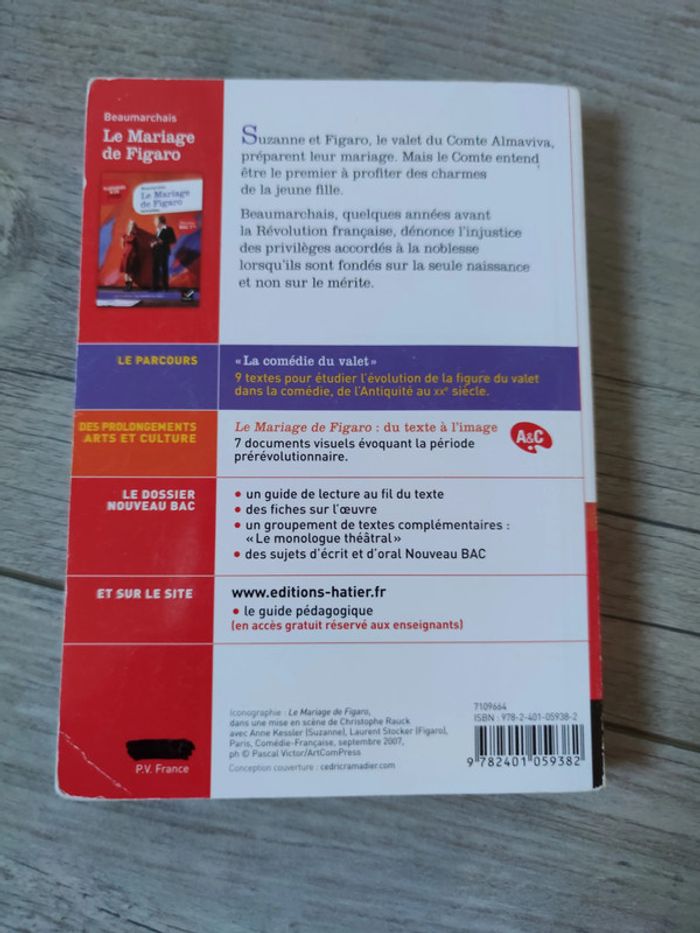 Beaumarchais
Le Mariage
de Figaro
Le Mariage
de Figaro
Suzanne et Figaro, le valet du Comte Almaviva,
préparent leur mariage. Mais le Comte entend
être le premier à profiter des charmes
de la jeune fille.
Beaumarchais, quelques années avant
la Révolution française, dénonce l'injustice
des privilèges accordés à la noblesse
lorsqu'ils sont fondés sur la seule naissance
et non sur le mérite.
LE PARCOURS
« La comédie du valet »
9 textes pour étudier l'évolution de la figure du valet
dans la comédie, de l'Antiquité au XXe siècle.
DES PROLONGEMENTS
ARTS ET CULTURE
Le Mariage de Figaro : du texte à l'image
7 documents visuels évoquant la période
prérévolutionnaire.
A&C
LE DOSSIER
NOUVEAU BAC
• un guide de lecture au fil du texte
• des fiches sur l'œuvre
• un groupement de textes complémentaires :
« Le monologue théâtral »
• des sujets d'écrit et d'oral Nouveau BAC
ET SUR LE SITE
www.editions-hatier.fr
• le guide pédagogique
(en accès gratuit réservé aux enseignants)
P.V. France
Iconographie : Le Mariage de Figaro,
dans une mise en scène de Christophe Rauck
avec Anne Kessler (Suzanne), Laurent Stocker (Figaro),
Paris, Comédie-Française, septembre 2007,
ph © Pascal Victor/ArtComPress
Conception couverture : cedricramadier.com
7109664
ISBN : 978-2-401-05938-2
9 782401 059382